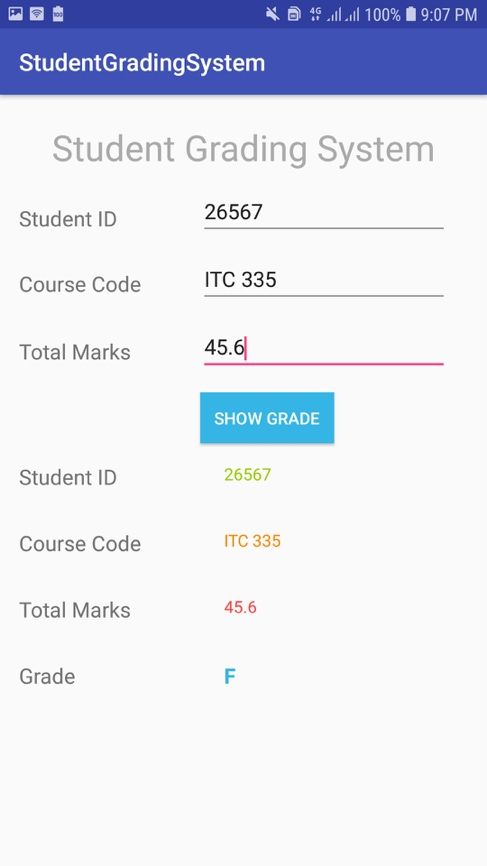 4G 100% 9:07 PM
StudentGradingSystem
Student Grading System
Student ID 26567
Course Code ITC 335
Total Marks 45.6
SHOW GRADE
Student ID 26567
Course Code ITC 335
Total Marks 45.6
Grade F